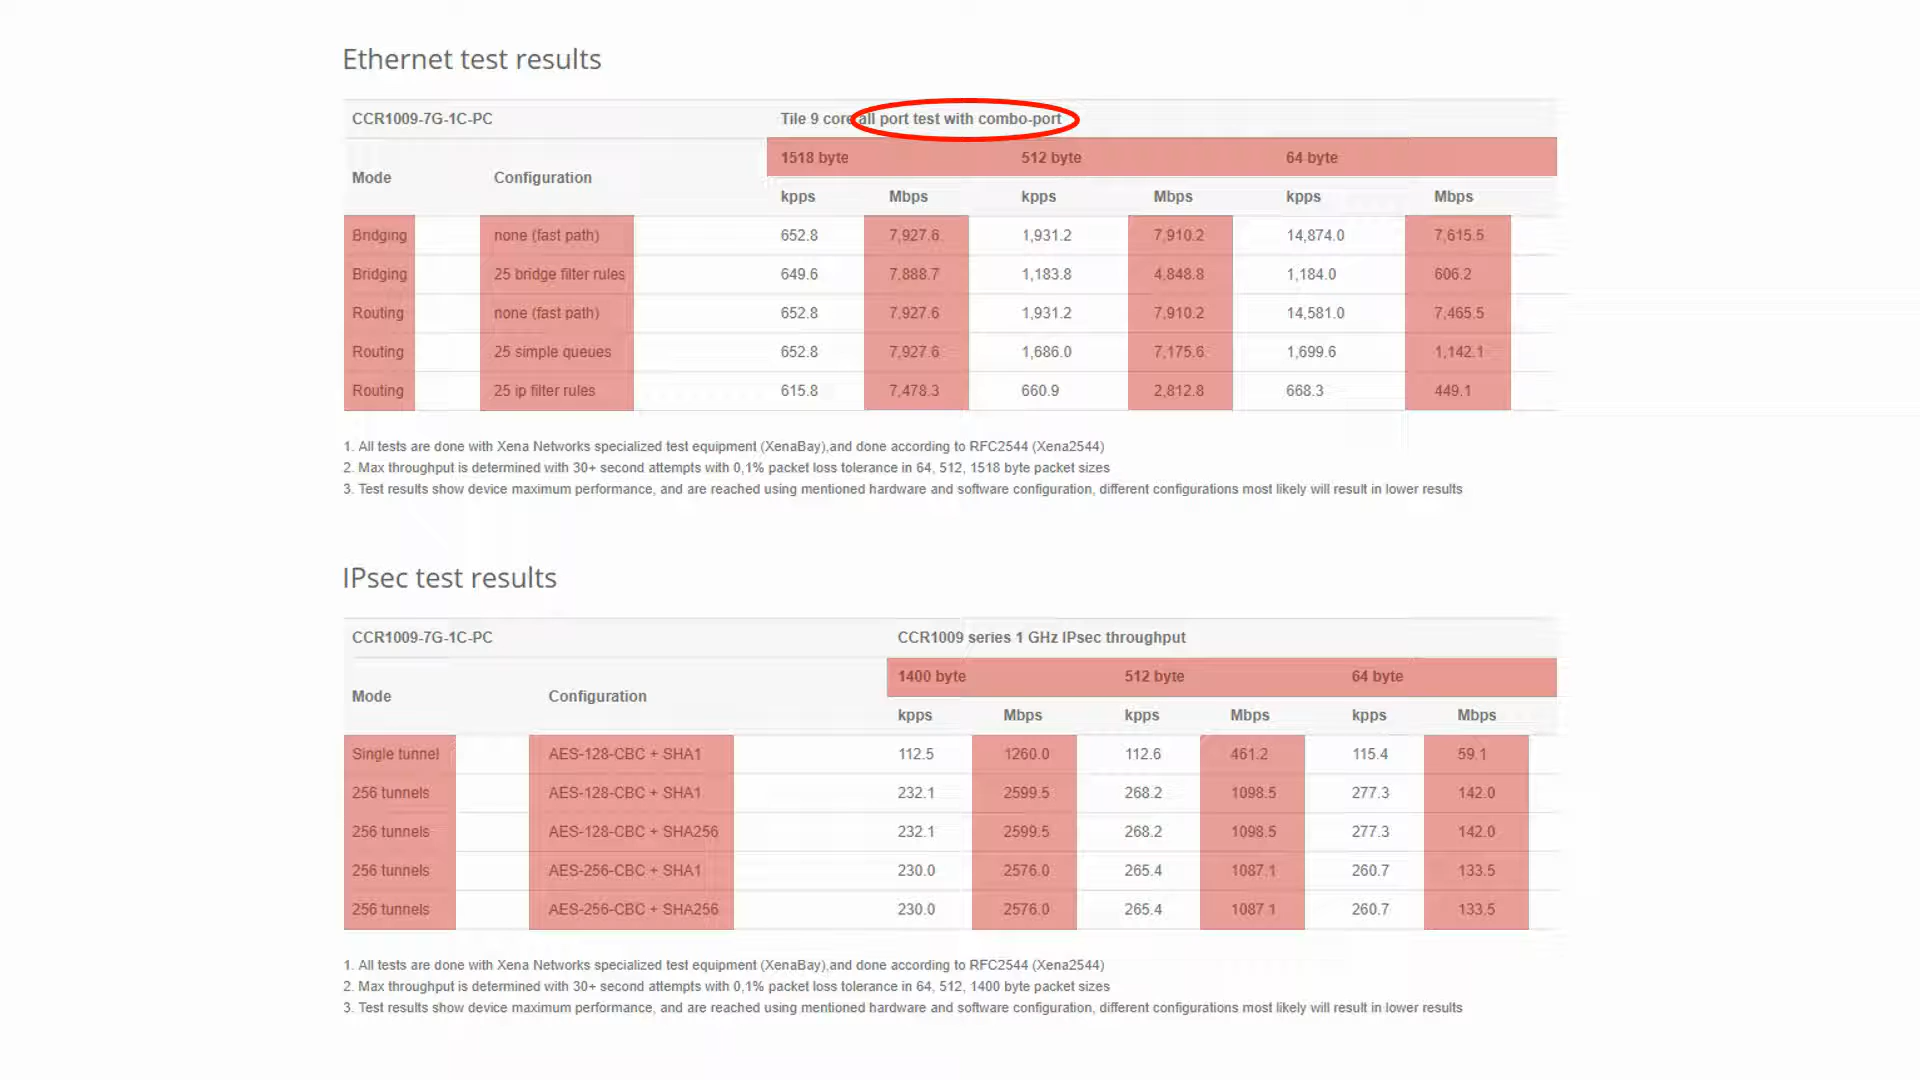 Ethernet test results
CCR1009-7G-1C-PC Tile 9 core all port test with combo-port
Mode Configuration 1518 byte 512 byte 64 byte
kpps Mbps kpps Mbps kpps Mbps
Bridging none (fast path) 652.8 7,927.6 1,931.2 7,910.2 14,874.0 7,615.5
Bridging 25 bridge filter rules 649.6 7,888.7 1,183.8 4,848.8 1,184.0 606.2
Routing none (fast path) 652.8 7,927.6 1,931.2 7,910.2 14,581.0 7,465.5
Routing 25 simple queues 652.8 7,927.6 1,686.0 7,175.6 1,699.6 1,142.1
Routing 25 ip filter rules 615.8 7,478.3 660.9 2,812.8 668.3 449.1
1. All tests are done with Xena Networks specialized test equipment (XenaBay),and done according to RFC2544 (Xena2544)
2. Max throughput is determined with 30+ second attempts with 0,1% packet loss tolerance in 64, 512, 1518 byte packet sizes
3. Test results show device maximum performance, and are reached using mentioned hardware and software configuration, different configurations most likely will result in lower results
IPsec test results
CCR1009-7G-1C-PC CCR1009 series 1 GHz IPsec throughput
Mode Configuration 1400 byte 512 byte 64 byte
kpps Mbps kpps Mbps kpps Mbps
Single tunnel AES-128-CBC + SHA1 112.5 1260.0 112.6 461.2 115.4 59.1
256 tunnels AES-128-CBC + SHA1 232.1 2599.5 268.2 1098.5 277.3 142.0
256 tunnels AES-128-CBC + SHA256 232.1 2599.5 268.2 1098.5 277.3 142.0
256 tunnels AES-256-CBC + SHA1 230.0 2576.0 265.4 1087.1 260.7 133.5
256 tunnels AES-256-CBC + SHA256 230.0 2576.0 265.4 1087.1 260.7 133.5
1. All tests are done with Xena Networks specialized test equipment (XenaBay),and done according to RFC2544 (Xena2544)
2. Max throughput is determined with 30+ second attempts with 0,1% packet loss tolerance in 64, 512, 1400 byte packet sizes
3. Test results show device maximum performance, and are reached using mentioned hardware and software configuration, different configurations most likely will result in lower results